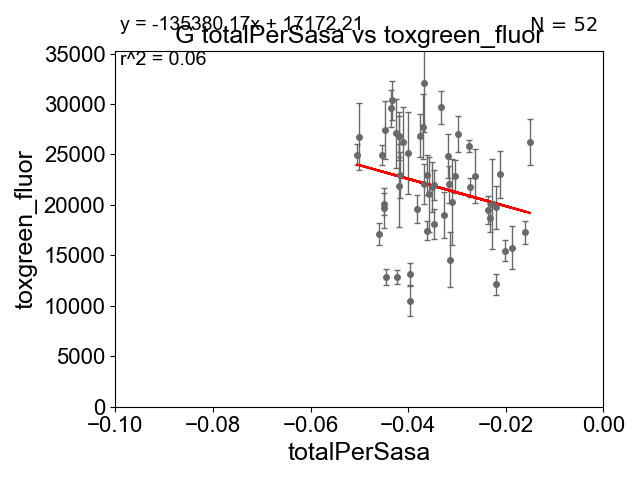 y = -135380.17x + 17172.21
N = 52
G totalPerSasa vs toxgreen_fluor
r^2 = 0.06
35000
30000
25000
20000
15000
10000
5000
0
toxgreen_fluor
−0.10 −0.08 −0.06 −0.04 −0.02 0.00
totalPerSasa